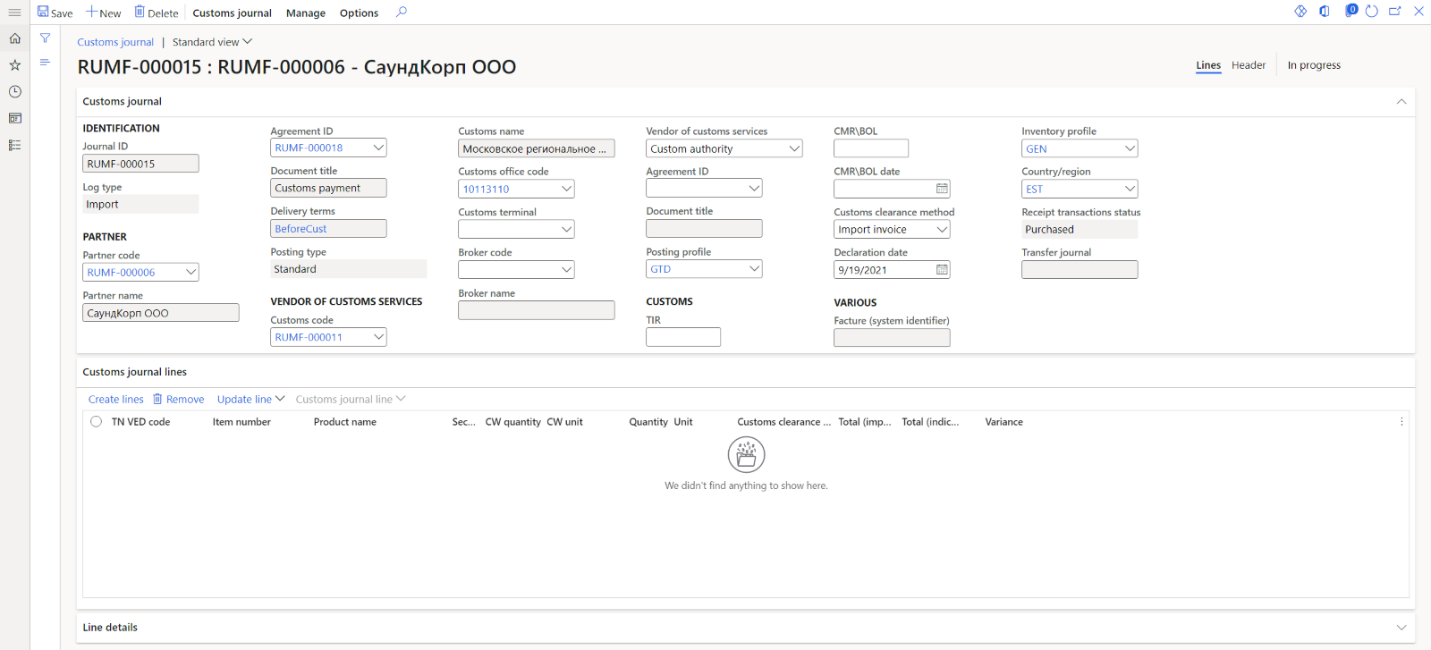 Save New Delete Customs journal Manage Options 0
Customs journal | Standard view
RUMF-000015 : RUMF-000006 - СаундКорп ООО
Lines Header In progress
Customs journal
IDENTIFICATION
Journal ID
RUMF-000015
Log type
Import
PARTNER
Partner code
RUMF-000006
Partner name
СаундКорп ООО
Agreement ID
RUMF-000018
Document title
Customs payment
Delivery terms
BeforeCust
Posting type
Standard
VENDOR OF CUSTOMS SERVICES
Customs code
RUMF-000011
Customs name
Московское региональное ...
Customs office code
10113110
Customs terminal
Broker code
Broker name
Vendor of customs services
Custom authority
Agreement ID
Document title
Posting profile
GTD
CUSTOMS
TIR
CMR\BOL
CMR\BOL date
Customs clearance method
Import invoice
Declaration date
9/19/2021
VARIOUS
Facture (system identifier)
Inventory profile
GEN
Country/region
EST
Receipt transactions status
Purchased
Transfer journal
Customs journal lines
Create lines Remove Update line Customs journal line
TN VED code Item number Product name Sec... CW quantity CW unit Quantity Unit Customs clearance ... Total (imp... Total (indic... Variance
We didn't find anything to show here.
Line details